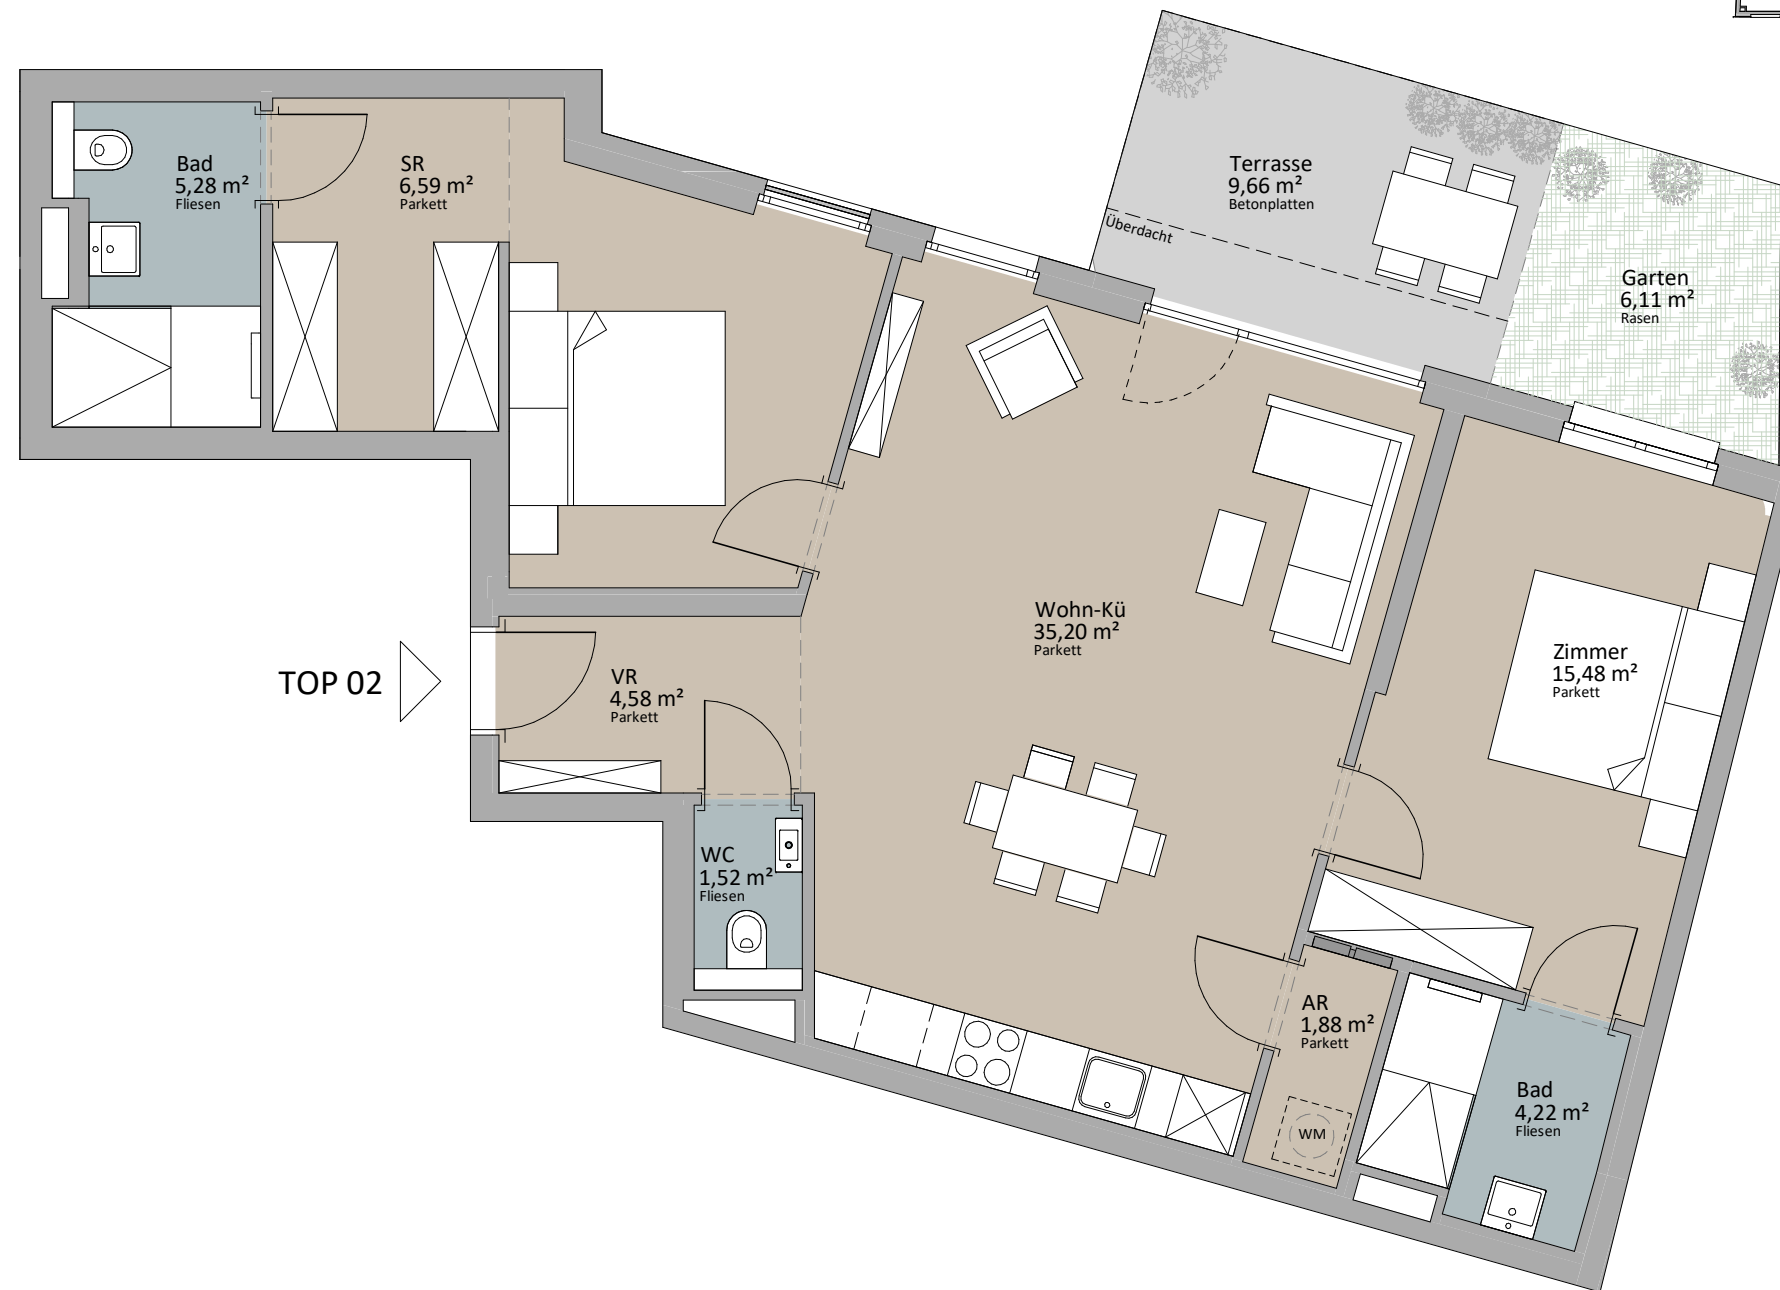 Bad
5,28 m²
Fliesen
SR
6,59 m²
Parkett
Terrasse
9,66 m²
Betonplatten
Überdacht
Garten
6,11 m²
Rasen
Wohn-Kü
35,20 m²
Parkett
Zimmer
15,48 m²
Parkett
TOP 02
VR
4,58 m²
Parkett
WC
1,52 m²
Fliesen
AR
1,88 m²
Parkett
WM
Bad
4,22 m²
Fliesen